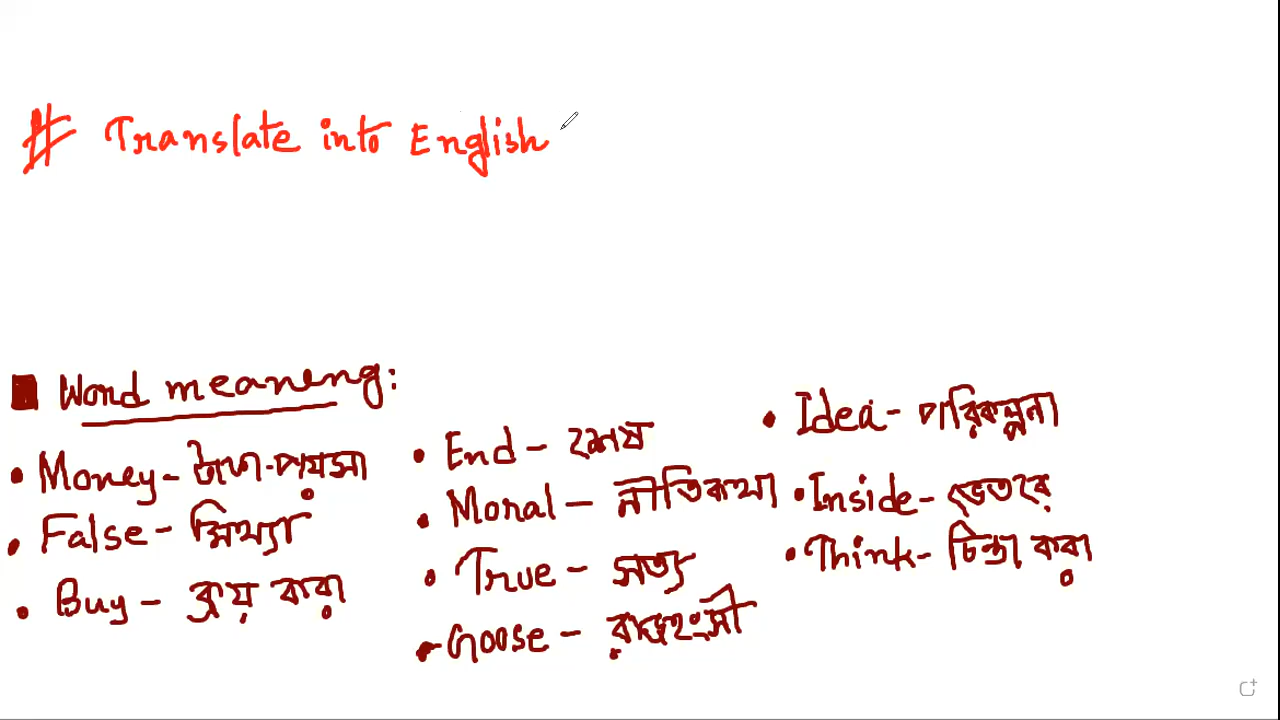 # Translate into English
Word meaning:
Money - টাকা-পয়সা
False - মিথ্যা
Buy - ক্রয় করা
End - শেষ
Moral - নীতিকথা
True - সত্য
Goose - রাজহংসী
Idea - পরিকল্পনা
Inside - ভেতরে
Think - চিন্তা করা